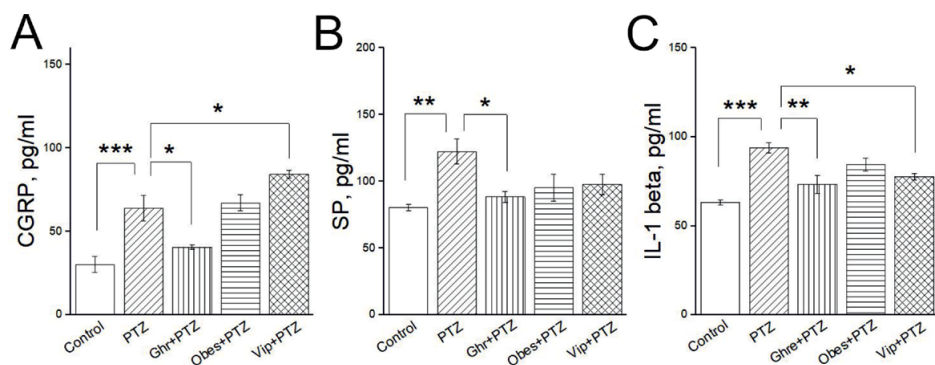 A
CGRP, pg/ml
150
100
50
0
***
*
*
Control
PTZ
Ghr+PTZ
Obes+PTZ
Vip+PTZ
B
SP, pg/ml
200
150
100
50
0
**
*
Control
PTZ
Ghr+PTZ
Obes+PTZ
Vip+PTZ
C
IL-1 beta, pg/ml
150
100
50
0
***
**
*
Control
PTZ
Ghre+PTZ
Obes+PTZ
Vip+PTZ